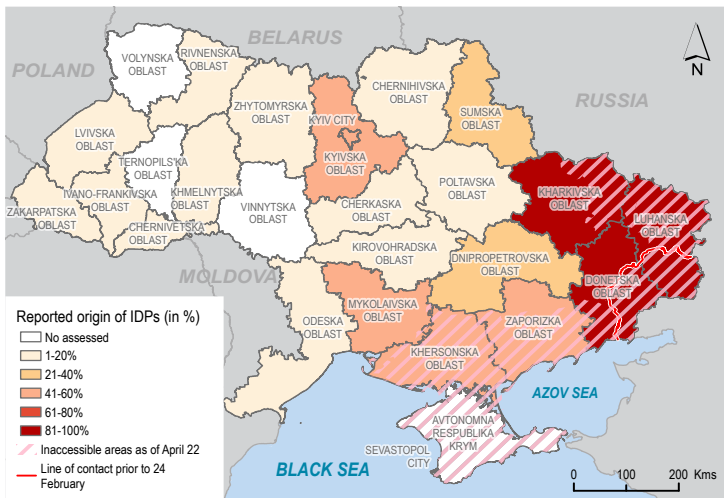 BELARUS
POLAND
RUSSIA
MOLDOVA
N
VOLYNSKA
OBLAST
RIVNENSKA
OBLAST
ZHYTOMYRSKA
OBLAST
KYIV CITY
KYIVSKA
OBLAST
CHERNIHIVSKA
OBLAST
SUMSKA
OBLAST
LVIVSKA
OBLAST
TERNOPILS'KA
OBLAST
IVANO-FRANKIVSKA
OBLAST
KHMELNYTSKA
OBLAST
ZAKARPATSKA
OBLAST
CHERNIVETSKA
OBLAST
VINNYTSKA
OBLAST
CHERKASKA
OBLAST
POLTAVSKA
OBLAST
KHARKIVSKA
OBLAST
LUHANSKA
OBLAST
KIROVOHRADSKA
OBLAST
DNIPROPETROVSKA
OBLAST
DONETSKA
OBLAST
ODESKA
OBLAST
MYKOLAIVSKA
OBLAST
ZAPORIZKA
OBLAST
KHERSONSKA
OBLAST
AVTONOMNA
RESPUBLIKA
KRYM
SEVASTOPOL
CITY
AZOV SEA
BLACK SEA
Reported origin of IDPs (in %)
No assessed
1-20%
21-40%
41-60%
61-80%
81-100%
Inaccessible areas as of April 22
Line of contact prior to 24
February
0 100 200 Kms